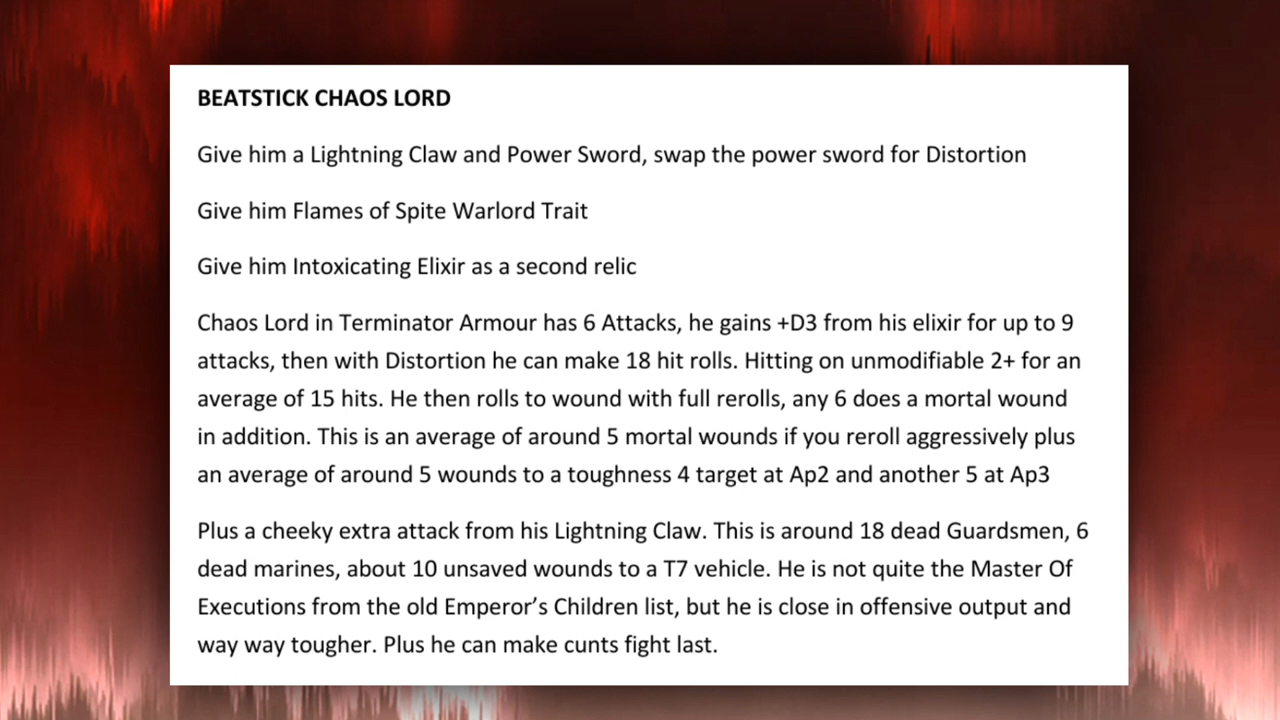 BEATSTICK CHAOS LORD
Give him a Lightning Claw and Power Sword, swap the power sword for Distortion
Give him Flames of Spite Warlord Trait
Give him Intoxicating Elixir as a second relic
Chaos Lord in Terminator Armour has 6 Attacks, he gains +D3 from his elixir for up to 9
attacks, then with Distortion he can make 18 hit rolls. Hitting on unmodifiable 2+ for an
average of 15 hits. He then rolls to wound with full rerolls, any 6 does a mortal wound
in addition. This is an average of around 5 mortal wounds if you reroll aggressively plus
an average of around 5 wounds to a toughness 4 target at Ap2 and another 5 at Ap3
Plus a cheeky extra attack from his Lightning Claw. This is around 18 dead Guardsmen, 6
dead marines, about 10 unsaved wounds to a T7 vehicle. He is not quite the Master Of
Executions from the old Emperor’s Children list, but he is close in offensive output and
way way tougher. Plus he can make cunts fight last.